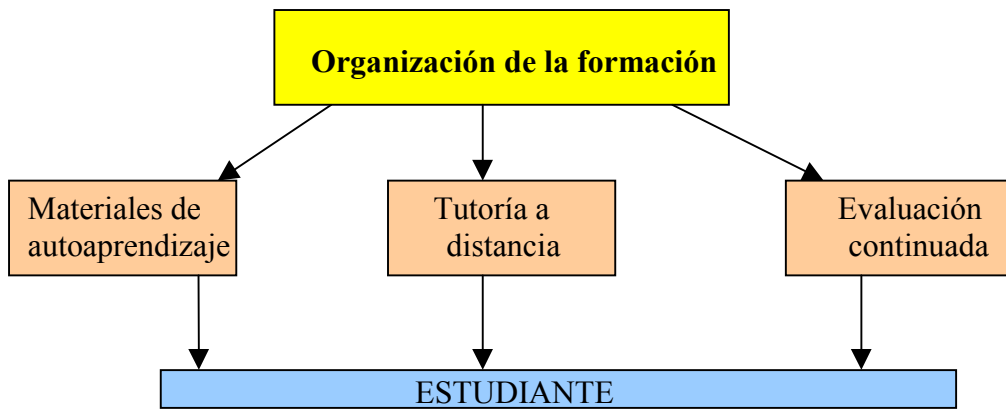 Organización de la formación
Materiales de
autoaprendizaje
Tutoría a
distancia
Evaluación
continuada
ESTUDIANTE